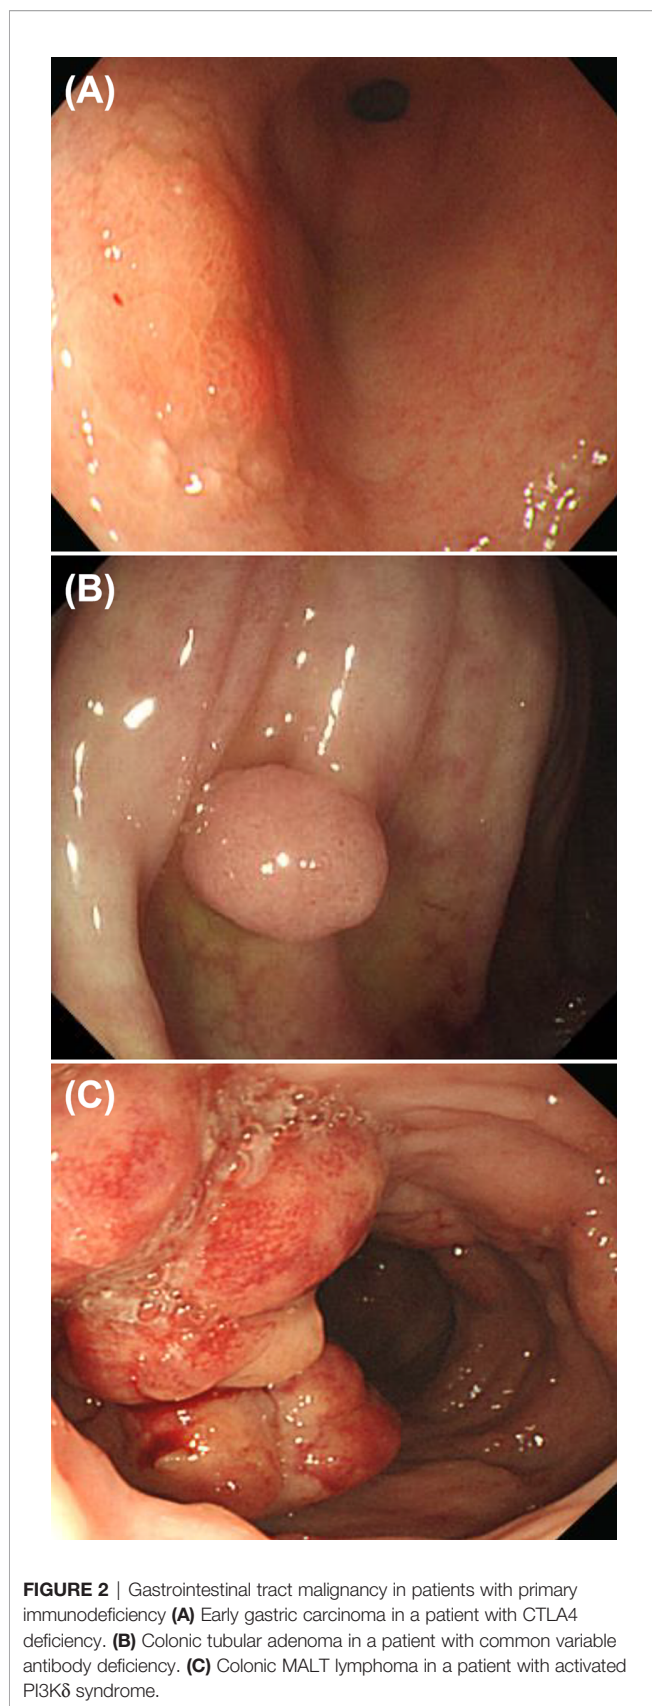 (A)
(B)
(C)
FIGURE 2 | Gastrointestinal tract malignancy in patients with primary
immunodeficiency (A) Early gastric carcinoma in a patient with CTLA4
deficiency. (B) Colonic tubular adenoma in a patient with common variable
antibody deficiency. (C) Colonic MALT lymphoma in a patient with activated
PI3Kδ syndrome.